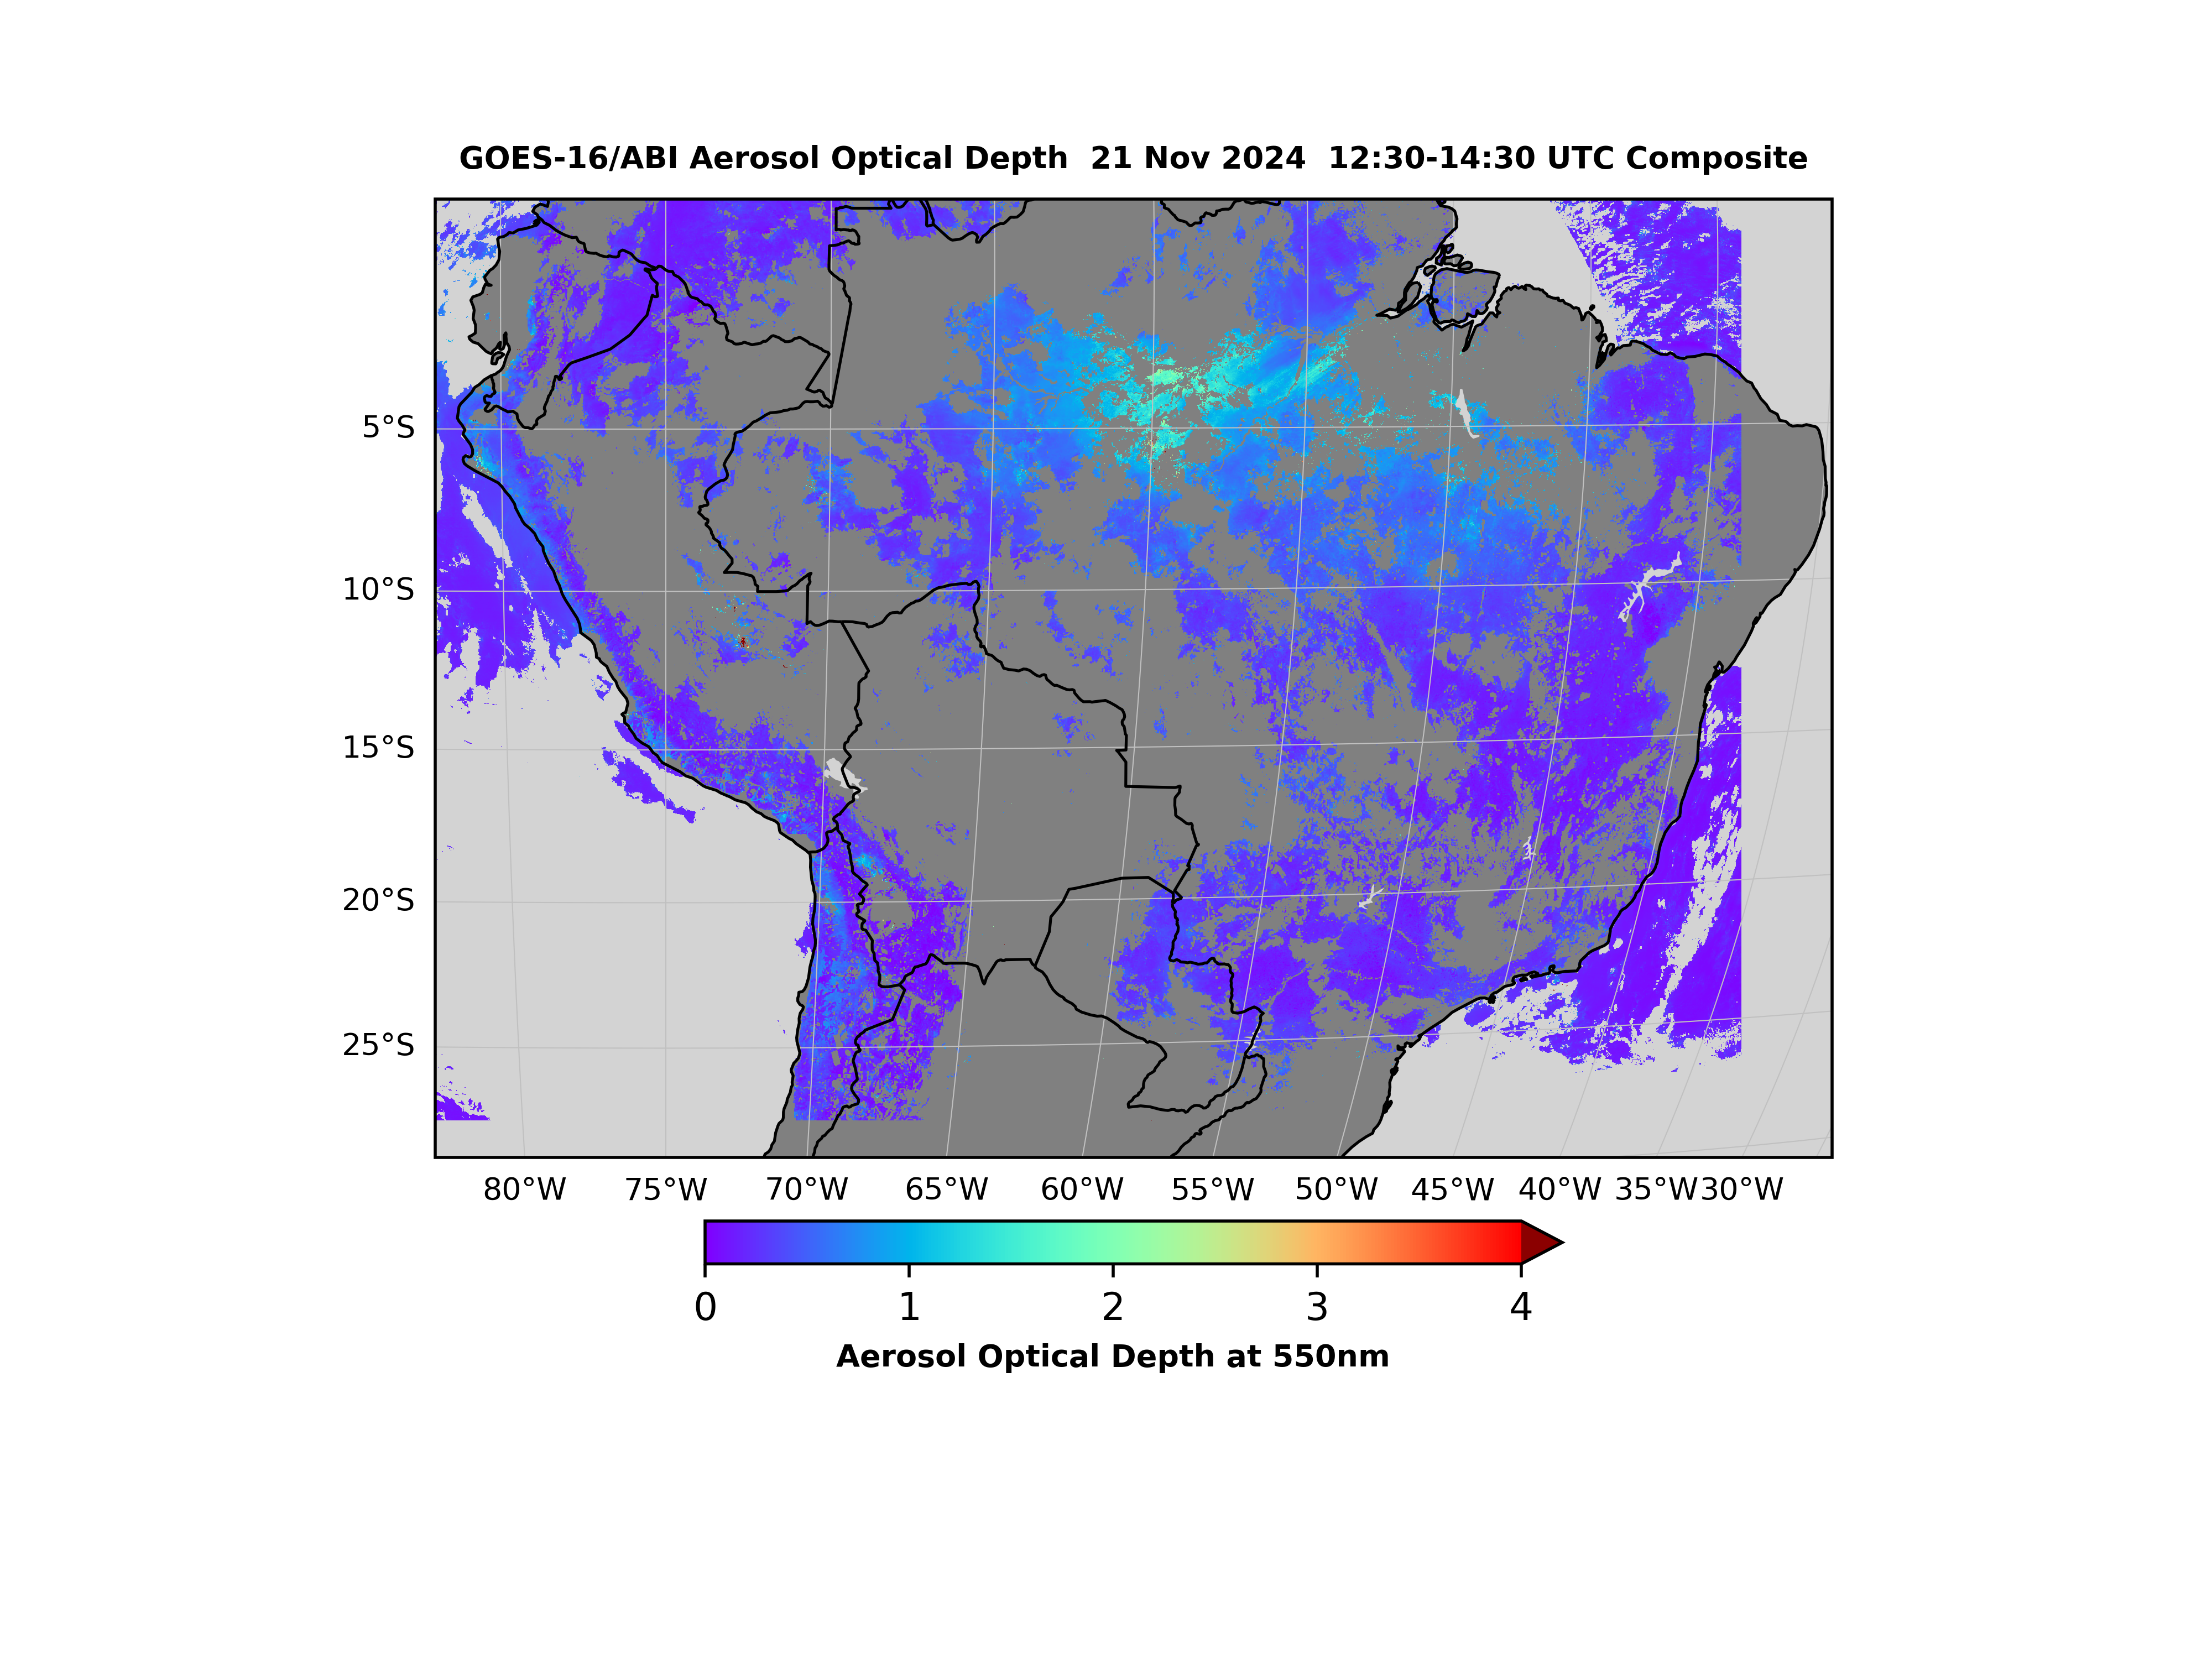 GOES-16/ABI Aerosol Optical Depth  21 Nov 2024  12:30-14:30 UTC Composite
5°S
10°S
15°S
20°S
25°S
80°W 75°W 70°W 65°W 60°W 55°W 50°W 45°W 40°W 35°W 30°W
0 1 2 3 4
Aerosol Optical Depth at 550nm